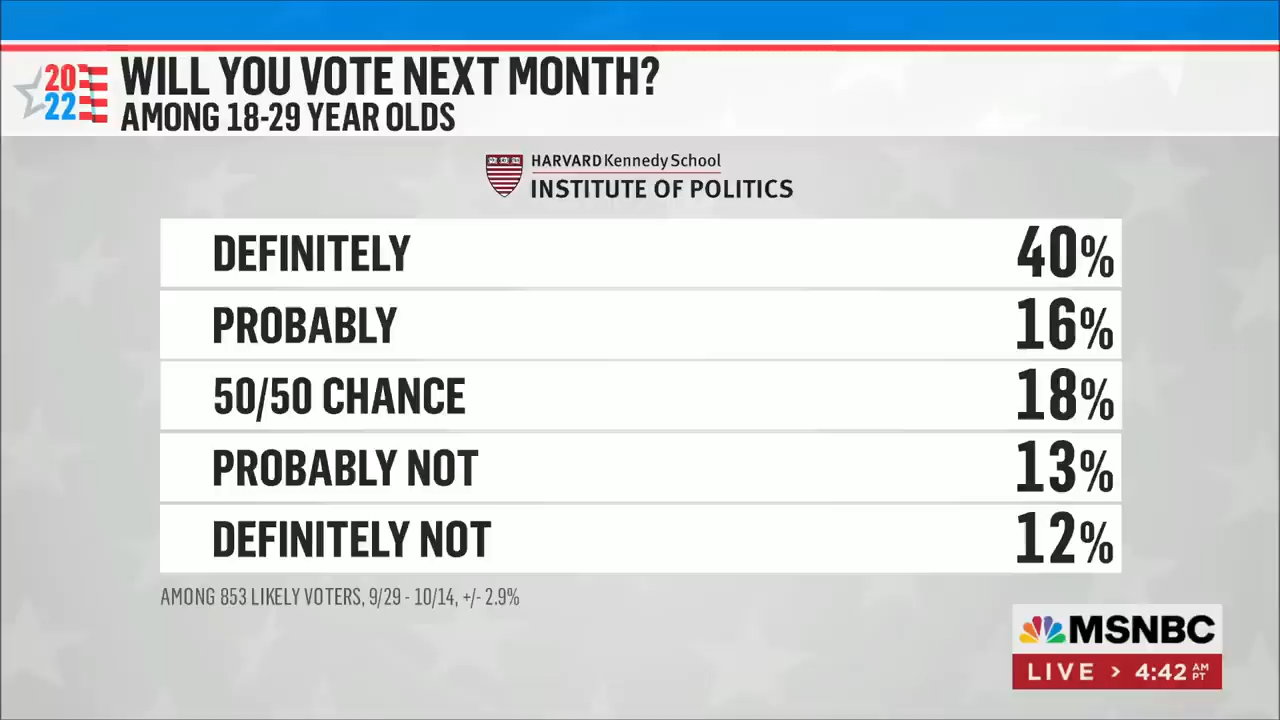 2022
WILL YOU VOTE NEXT MONTH?
AMONG 18-29 YEAR OLDS
HARVARD Kennedy School
INSTITUTE OF POLITICS
DEFINITELY 40%
PROBABLY 16%
50/50 CHANCE 18%
PROBABLY NOT 13%
DEFINITELY NOT 12%
AMONG 853 LIKELY VOTERS, 9/29 - 10/14, +/- 2.9%
MSNBC
LIVE > 4:42 AM PT